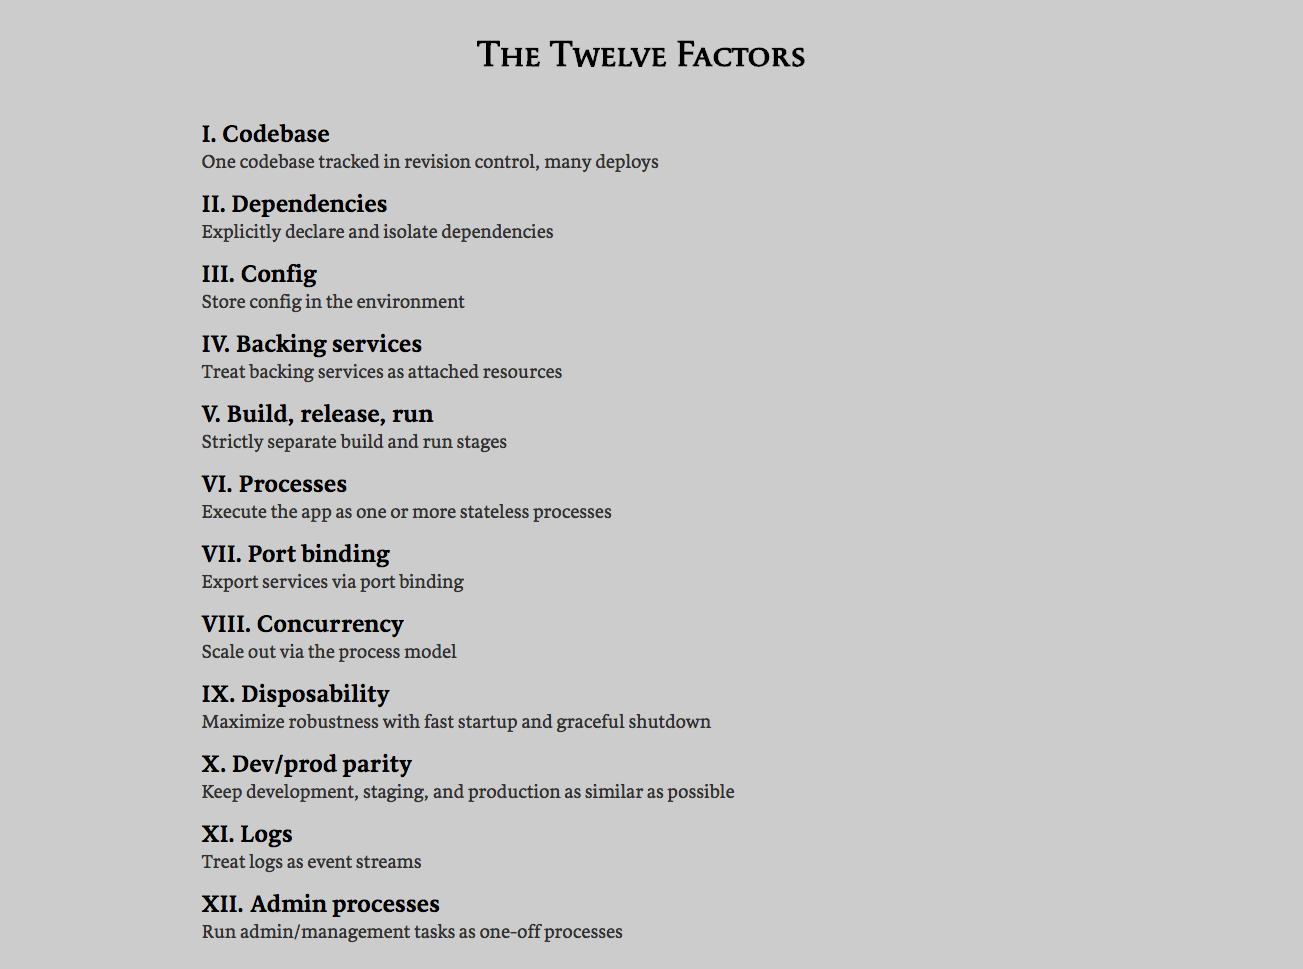 The Twelve Factors
I. Codebase
One codebase tracked in revision control, many deploys
II. Dependencies
Explicitly declare and isolate dependencies
III. Config
Store config in the environment
IV. Backing services
Treat backing services as attached resources
V. Build, release, run
Strictly separate build and run stages
VI. Processes
Execute the app as one or more stateless processes
VII. Port binding
Export services via port binding
VIII. Concurrency
Scale out via the process model
IX. Disposability
Maximize robustness with fast startup and graceful shutdown
X. Dev/prod parity
Keep development, staging, and production as similar as possible
XI. Logs
Treat logs as event streams
XII. Admin processes
Run admin/management tasks as one-off processes